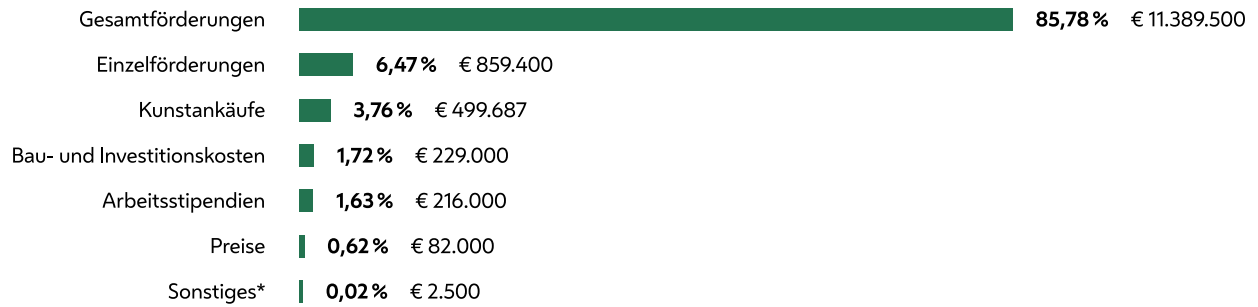 Gesamtförderungen 85,78 % € 11.389.500
Einzelförderungen 6,47 % € 859.400
Kunstankäufe 3,76 % € 499.687
Bau- und Investitionskosten 1,72 % € 229.000
Arbeitsstipendien 1,63 % € 216.000
Preise 0,62 % € 82.000
Sonstiges* 0,02 % € 2.500